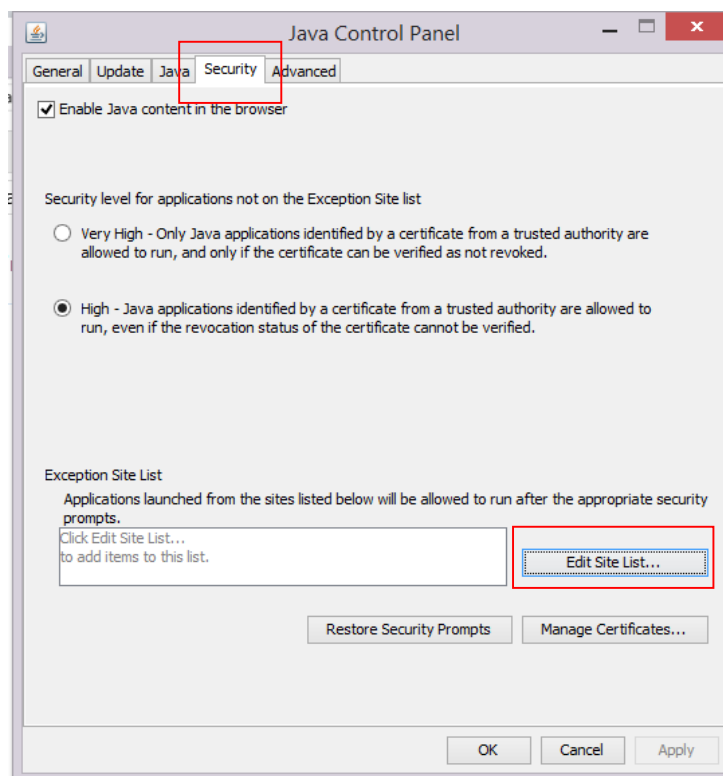 Java Control Panel
General Update Java Security Advanced
Enable Java content in the browser
Security level for applications not on the Exception Site list
Very High - Only Java applications identified by a certificate from a trusted authority are
allowed to run, and only if the certificate can be verified as not revoked.
High - Java applications identified by a certificate from a trusted authority are allowed to
run, even if the revocation status of the certificate cannot be verified.
Exception Site List
Applications launched from the sites listed below will be allowed to run after the appropriate security
prompts.
Click Edit Site List...
to add items to this list.
Edit Site List...
Restore Security Prompts Manage Certificates...
OK Cancel Apply